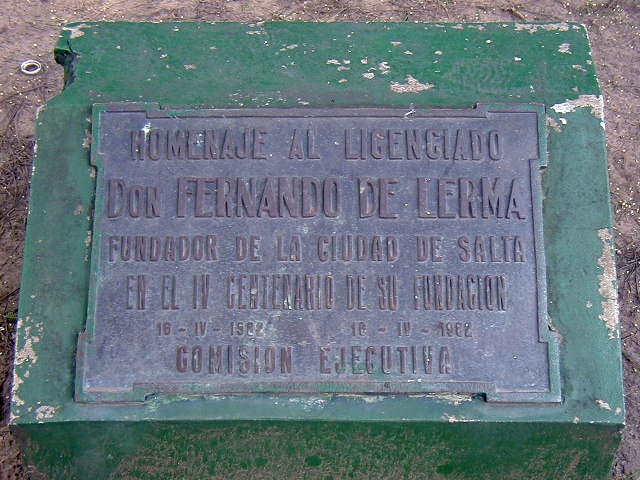 HOMENAJE AL LICENCIADO
DON FERNANDO DE LERMA
FUNDADOR DE LA CIUDAD DE SALTA
EN EL IV CENTENARIO DE SU FUNDACION
16 - IV - 1582 16 - IV - 1982
COMISION EJECUTIVA